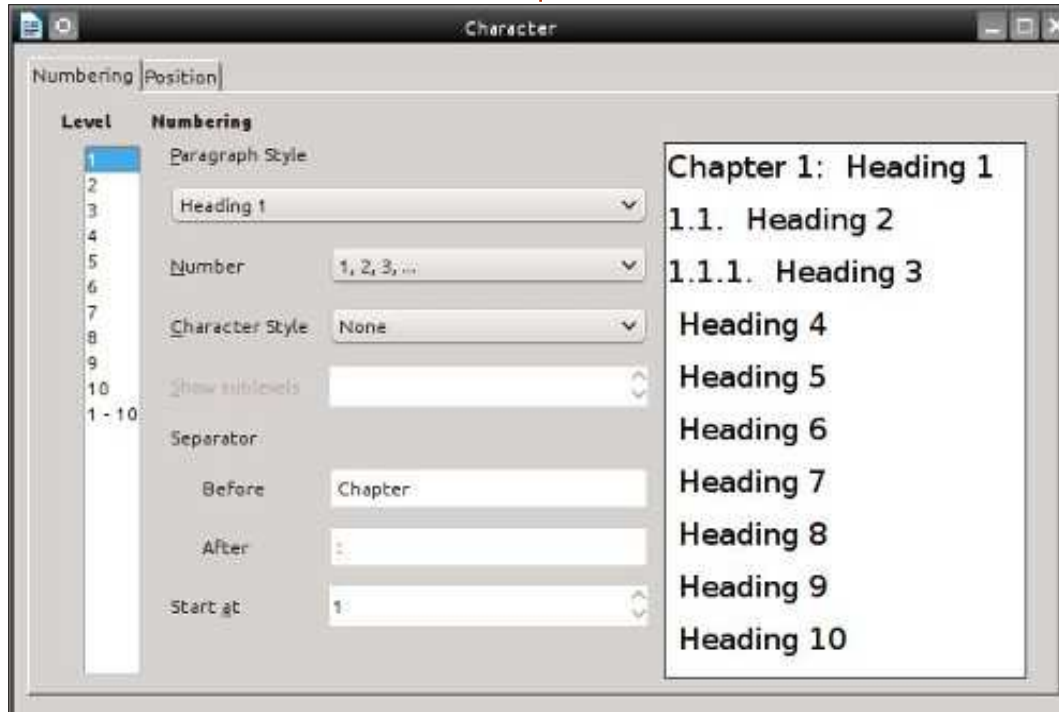 Character
Numbering Position
Level Numbering
1
2
3
4
5
6
7
8
9
10
1 - 10
Paragraph Style
Heading 1
Number 1, 2, 3, ...
Character Style None
Show sublevels
Separator
Before Chapter
After :
Start at 1
Chapter 1: Heading 1
1.1. Heading 2
1.1.1. Heading 3
Heading 4
Heading 5
Heading 6
Heading 7
Heading 8
Heading 9
Heading 10